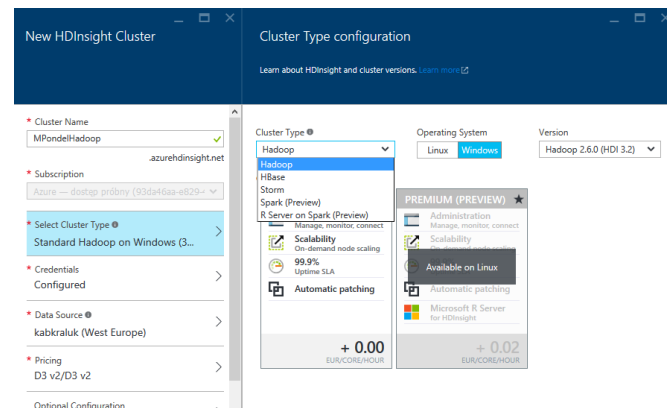 New HDInsight Cluster
Cluster Type configuration
Learn about HDInsight and cluster versions. Learn more
* Cluster Name
MPondelHadoop
.azurehdinsight.net
* Subscription
Azure — dostęp próbny (93da46aa-e829-
* Select Cluster Type
Standard Hadoop on Windows (3...
* Credentials
Configured
* Data Source
kabkraluk (West Europe)
* Pricing
D3 v2/D3 v2
Optional Configuration
Cluster Type
Operating System
Version
Hadoop
Linux
Windows
Hadoop 2.6.0 (HDI 3.2)
Hadoop
HBase
Storm
Spark (Preview)
R Server on Spark (Preview)
Manage, monitor, connect
Scalability
On-demand node scaling
99.9%
Uptime SLA
Automatic patching
+ 0.00
EUR/CORE/HOUR
PREMIUM (PREVIEW)
Administration
Manage, monitor, connect
Scalability
On-demand node scaling
Available on Linux
Automatic patching
Microsoft R Server
for HDInsight
+ 0.02
EUR/CORE/HOUR